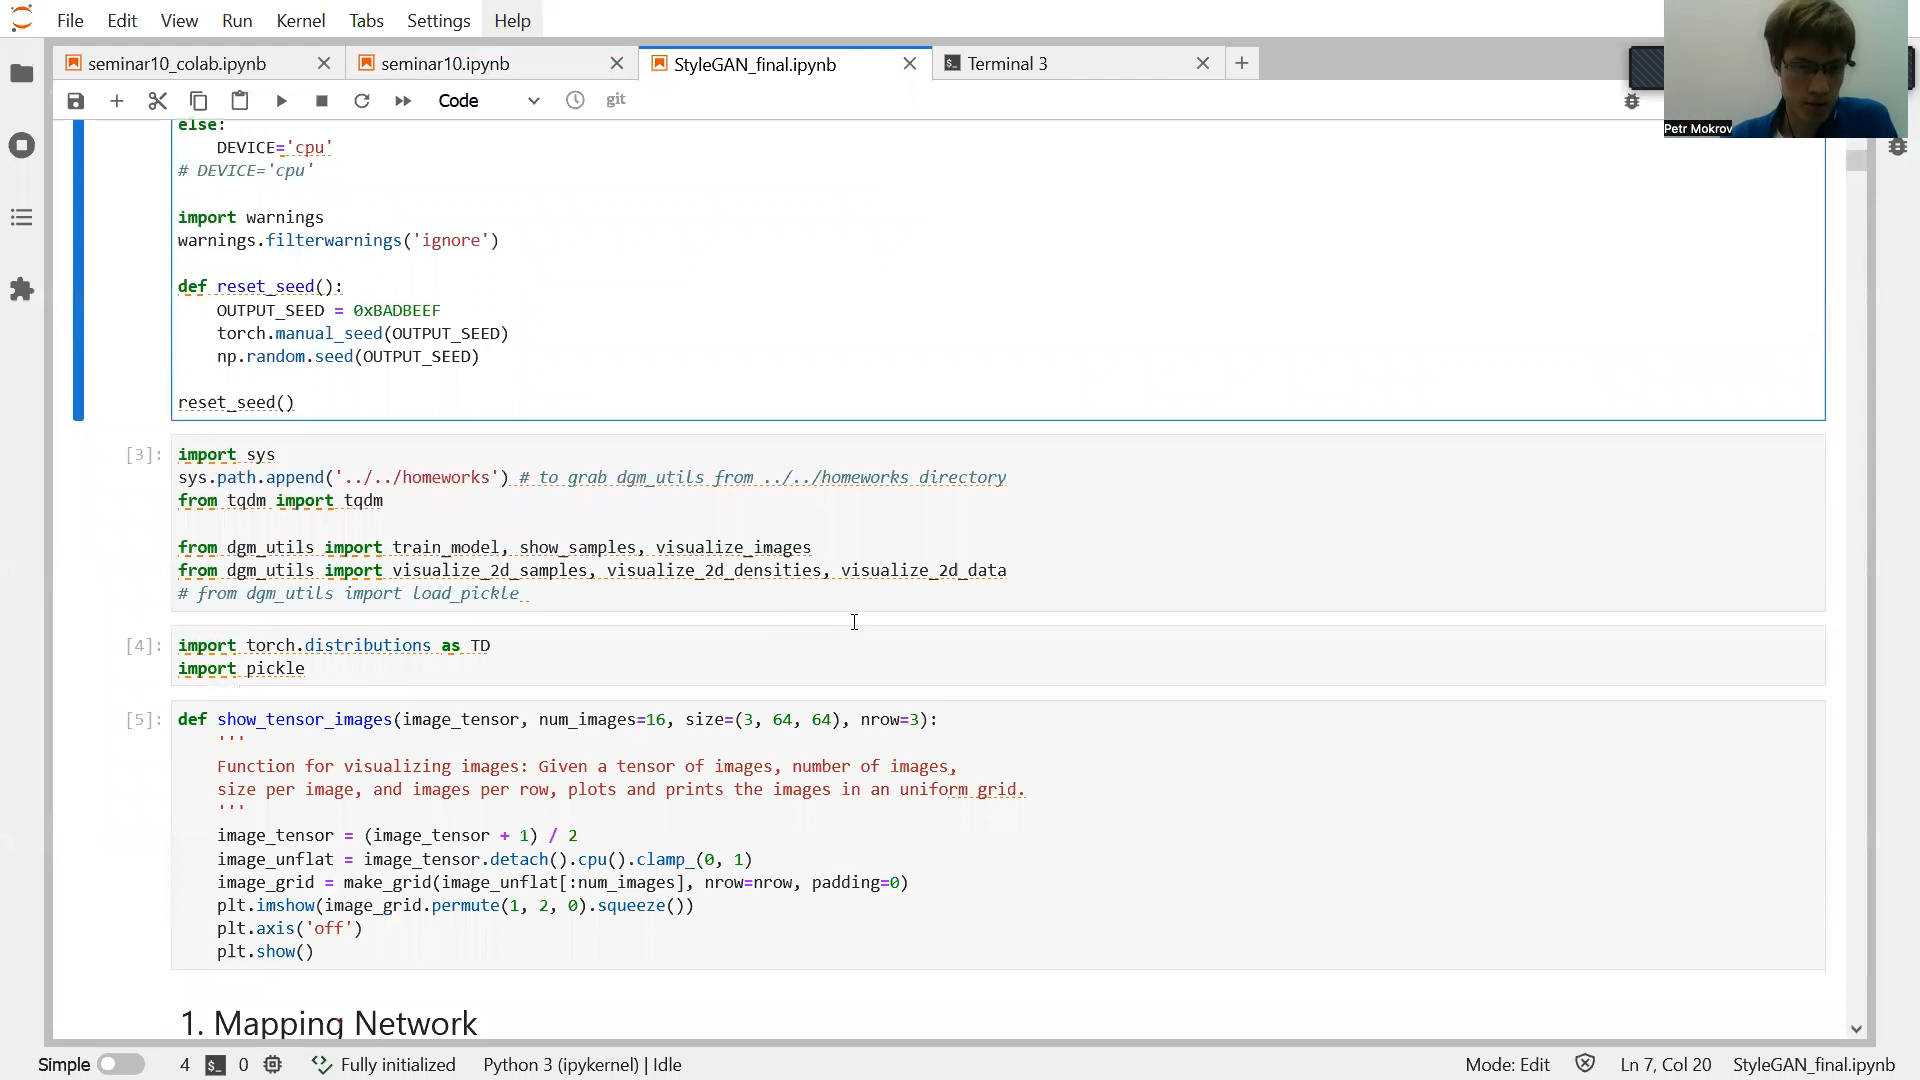 File Edit View Run Kernel Tabs Settings Help
seminar10_colab.ipynb
seminar10.ipynb
StyleGAN_final.ipynb
Terminal 3
Code
git
Petr Mokrov
else:
DEVICE='cpu'
# DEVICE='cpu'
import warnings
warnings.filterwarnings('ignore')
def reset_seed():
OUTPUT_SEED = 0xBADBEEF
torch.manual_seed(OUTPUT_SEED)
np.random.seed(OUTPUT_SEED)
reset_seed()
[3]: import sys
sys.path.append('../../homeworks') # to grab dgm_utils from ../../homeworks directory
from tqdm import tqdm
from dgm_utils import train_model, show_samples, visualize_images
from dgm_utils import visualize_2d_samples, visualize_2d_densities, visualize_2d_data
# from dgm_utils import load_pickle
[4]: import torch.distributions as TD
import pickle
[5]: def show_tensor_images(image_tensor, num_images=16, size=(3, 64, 64), nrow=3):
'''
Function for visualizing images: Given a tensor of images, number of images,
size per image, and images per row, plots and prints the images in an uniform grid.
'''
image_tensor = (image_tensor + 1) / 2
image_unflat = image_tensor.detach().cpu().clamp_(0, 1)
image_grid = make_grid(image_unflat[:num_images], nrow=nrow, padding=0)
plt.imshow(image_grid.permute(1, 2, 0).squeeze())
plt.axis('off')
plt.show()
1. Mapping Network
Simple 4 0 Fully initialized Python 3 (ipykernel) | Idle Mode: Edit Ln 7, Col 20 StyleGAN_final.ipynb